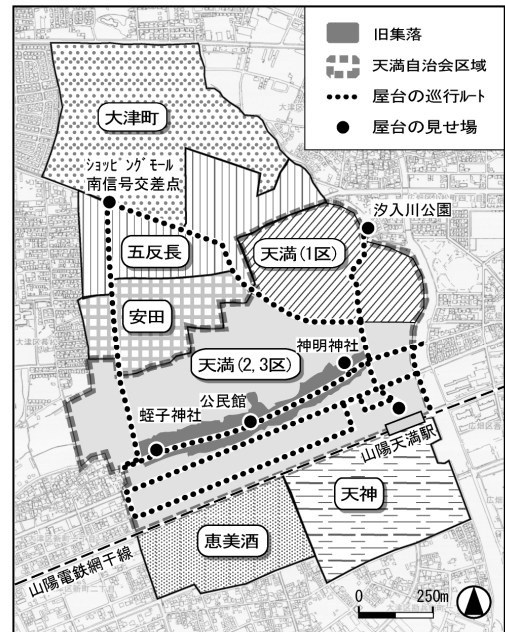 旧集落
天満自治会区域
屋台の巡行ルート
屋台の見せ場
大津町
ショッピングモール
南信号交差点
汐入川公園
五反長
天満(1区)
安田
神明神社
天満(2,3区)
公民館
蛭子神社
山陽天満駅
天神
恵美酒
山陽電鉄網干線
0 250m